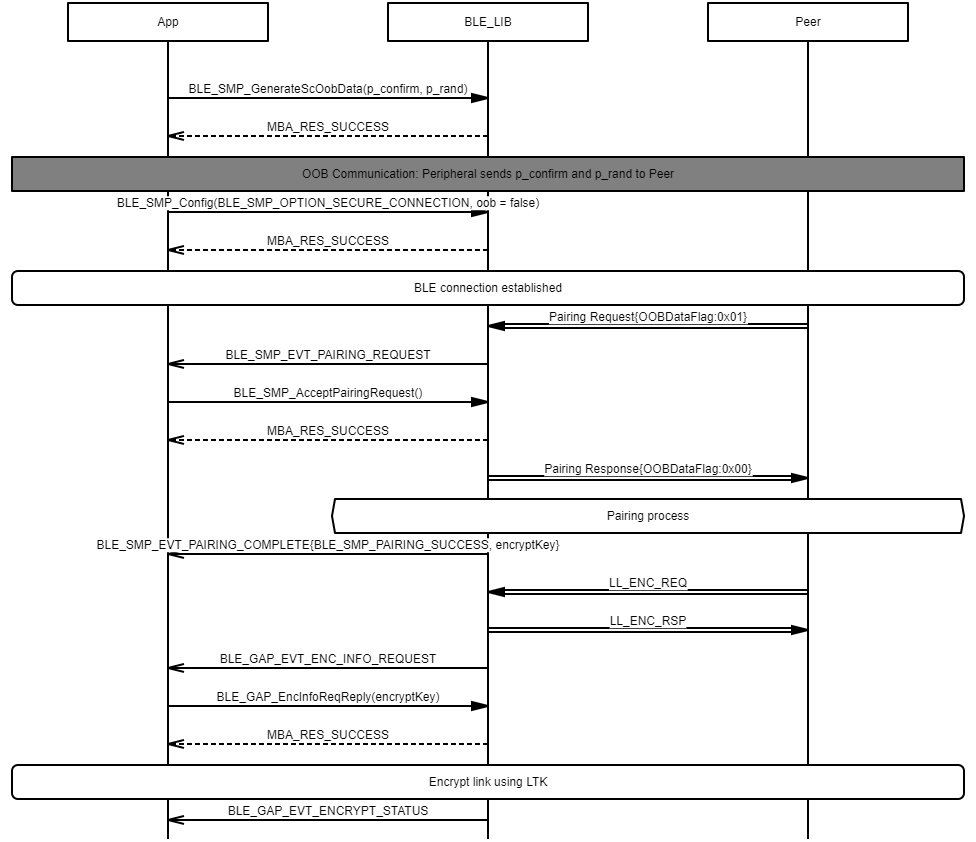 App
BLE_LIB
Peer
BLE_SMP_GenerateScOobData(p_confirm, p_rand)
MBA_RES_SUCCESS
OOB Communication: Peripheral sends p_confirm and p_rand to Peer
BLE_SMP_Config(BLE_SMP_OPTION_SECURE_CONNECTION, oob = false)
MBA_RES_SUCCESS
BLE connection established
Pairing Request{OOBDataFlag:0x01}
BLE_SMP_EVT_PAIRING_REQUEST
BLE_SMP_AcceptPairingRequest()
MBA_RES_SUCCESS
Pairing Response{OOBDataFlag:0x00}
Pairing process
BLE_SMP_EVT_PAIRING_COMPLETE{BLE_SMP_PAIRING_SUCCESS, encryptKey}
LL_ENC_REQ
LL_ENC_RSP
BLE_GAP_EVT_ENC_INFO_REQUEST
BLE_GAP_EncInfoReqReply(encryptKey)
MBA_RES_SUCCESS
Encrypt link using LTK
BLE_GAP_EVT_ENCRYPT_STATUS